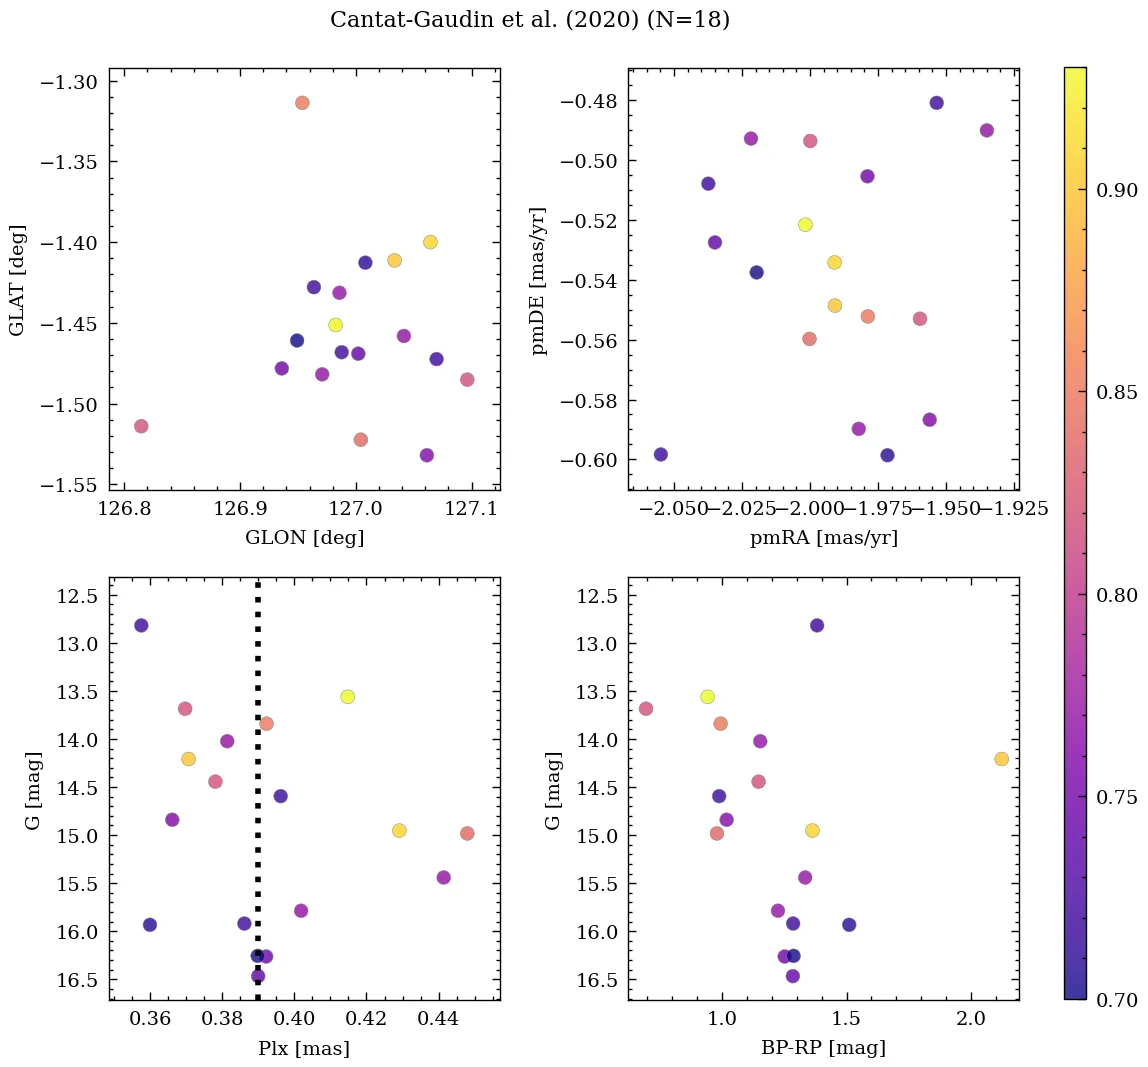 Cantat-Gaudin et al. (2020) (N=18)
GLAT [deg]
−1.30
−1.35
−1.40
−1.45
−1.50
−1.55
126.8 126.9 127.0 127.1
GLON [deg]
pmDE [mas/yr]
−0.48
−0.50
−0.52
−0.54
−0.56
−0.58
−0.60
−2.050 −2.025 −2.000 −1.975 −1.950 −1.925
pmRA [mas/yr]
G [mag]
12.5
13.0
13.5
14.0
14.5
15.0
15.5
16.0
16.5
0.36 0.38 0.40 0.42 0.44
Plx [mas]
G [mag]
12.5
13.0
13.5
14.0
14.5
15.0
15.5
16.0
16.5
1.0 1.5 2.0
BP-RP [mag]
0.90
0.85
0.80
0.75
0.70